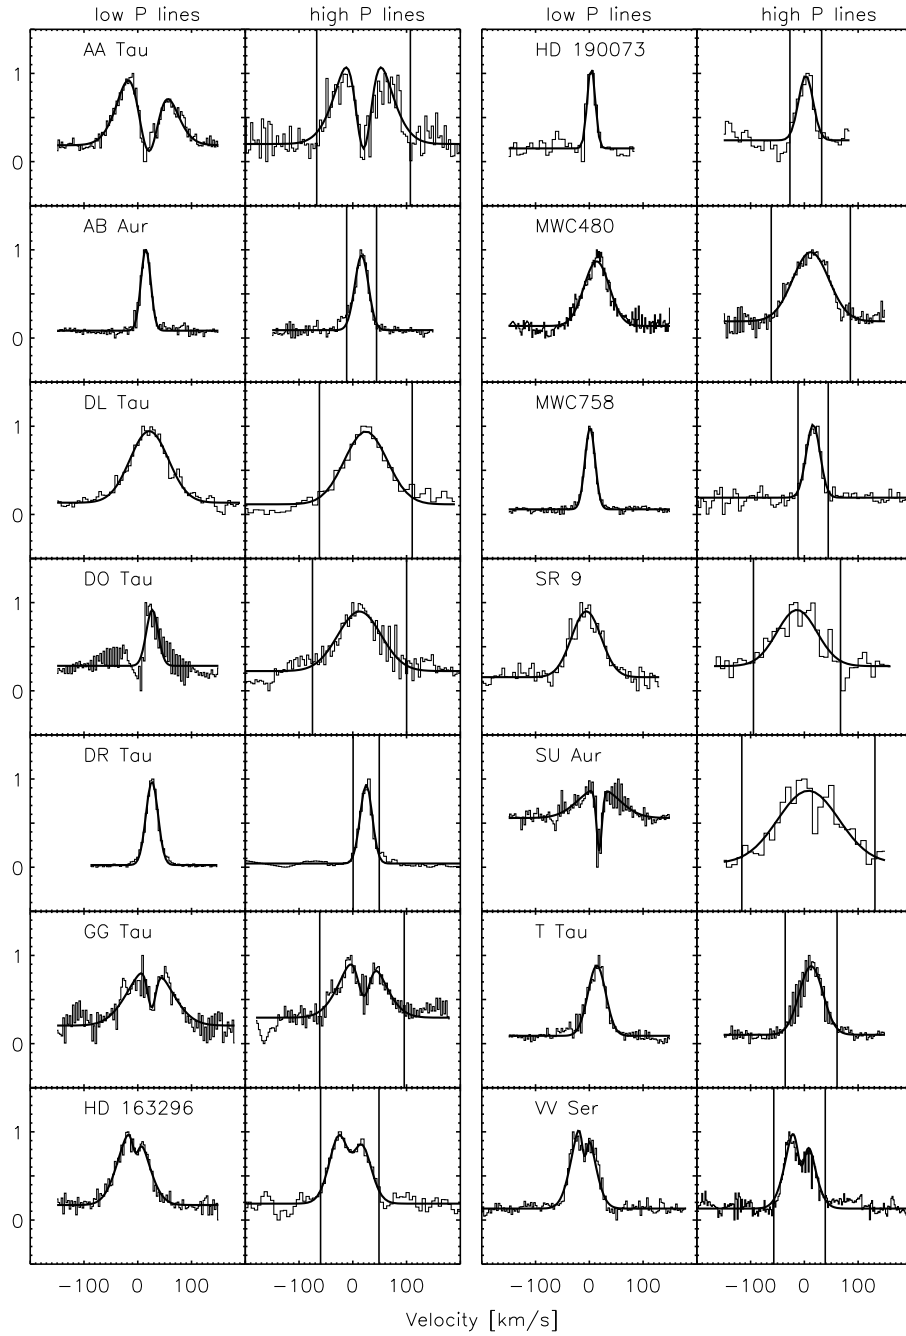 low P lines high P lines low P lines high P lines
AA Tau HD 190073
1
0
AB Aur MWC480
1
0
DL Tau MWC758
1
0
DO Tau SR 9
1
0
DR Tau SU Aur
1
0
GG Tau T Tau
1
0
HD 163296 VV Ser
1
0
−100 0 100 −100 0 100 −100 0 100 −100 0 100
Velocity [km/s]